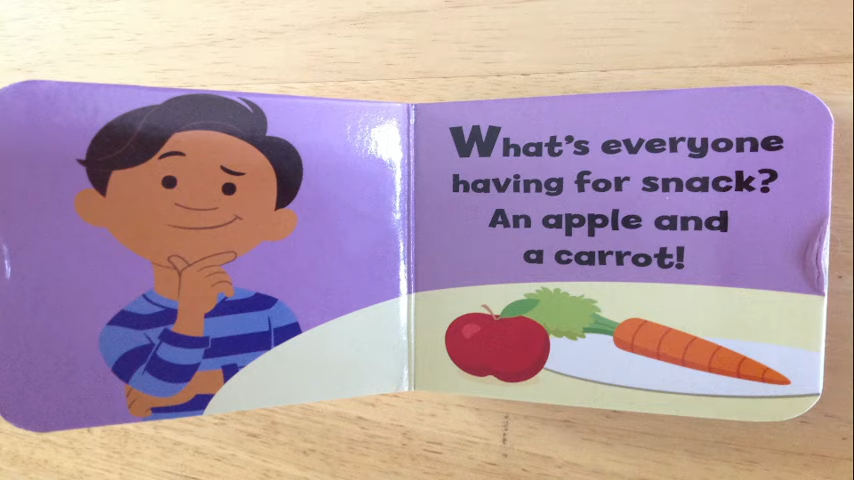 What's everyone
having for snack?
An apple and
a carrot!